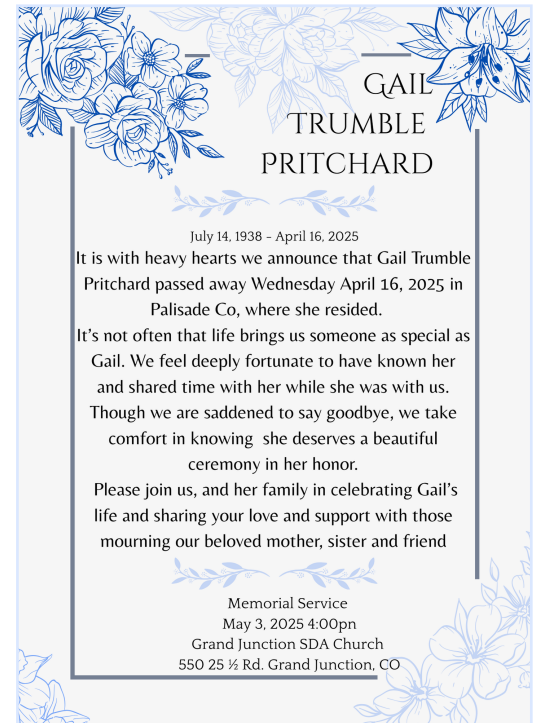 GAIL
TRUMBLE
PRITCHARD
July 14, 1938 - April 16, 2025
It is with heavy hearts we announce that Gail Trumble
Pritchard passed away Wednesday April 16, 2025 in
Palisade Co, where she resided.
It's not often that life brings us someone as special as
Gail. We feel deeply fortunate to have known her
and shared time with her while she was with us.
Though we are saddened to say goodbye, we take
comfort in knowing  she deserves a beautiful
ceremony in her honor.
Please join us, and her family in celebrating Gail's
life and sharing your love and support with those
mourning our beloved mother, sister and friend
Memorial Service
May 3, 2025 4:00pn
Grand Junction SDA Church
550 25 ½ Rd. Grand Junction, CO